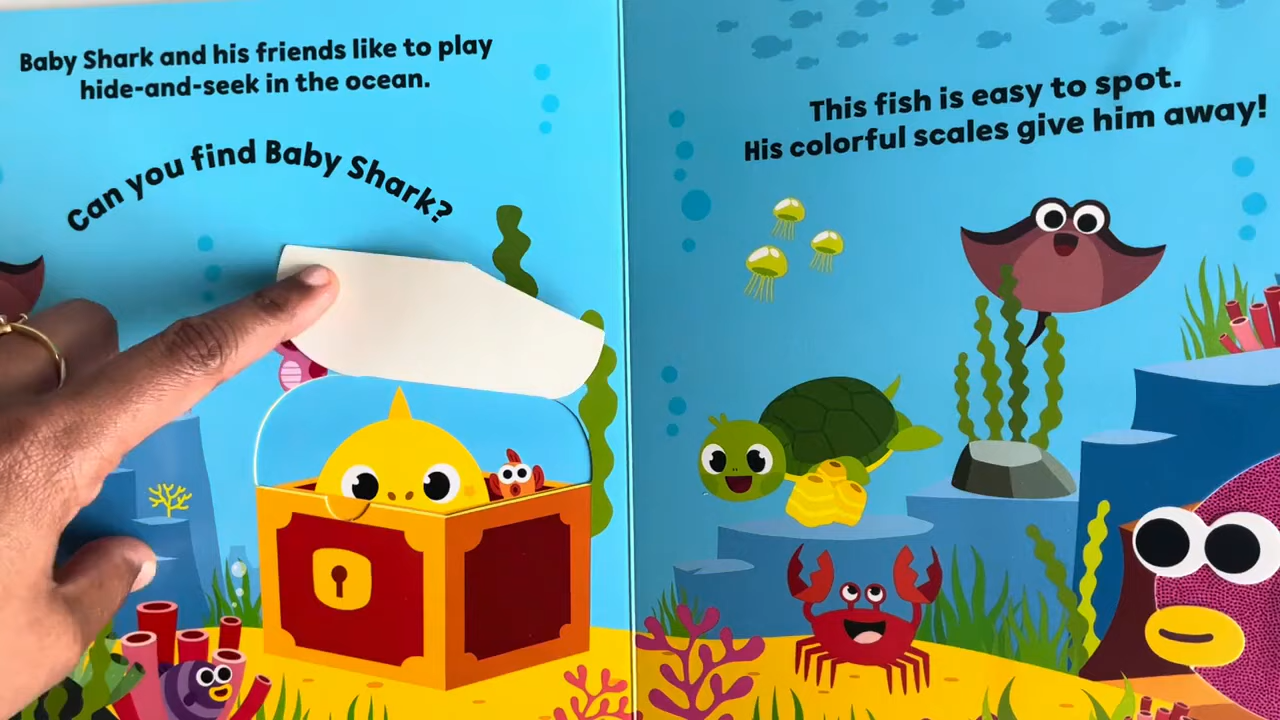 Baby Shark and his friends like to play
hide-and-seek in the ocean.
Can you find Baby Shark?
This fish is easy to spot.
His colorful scales give him away!